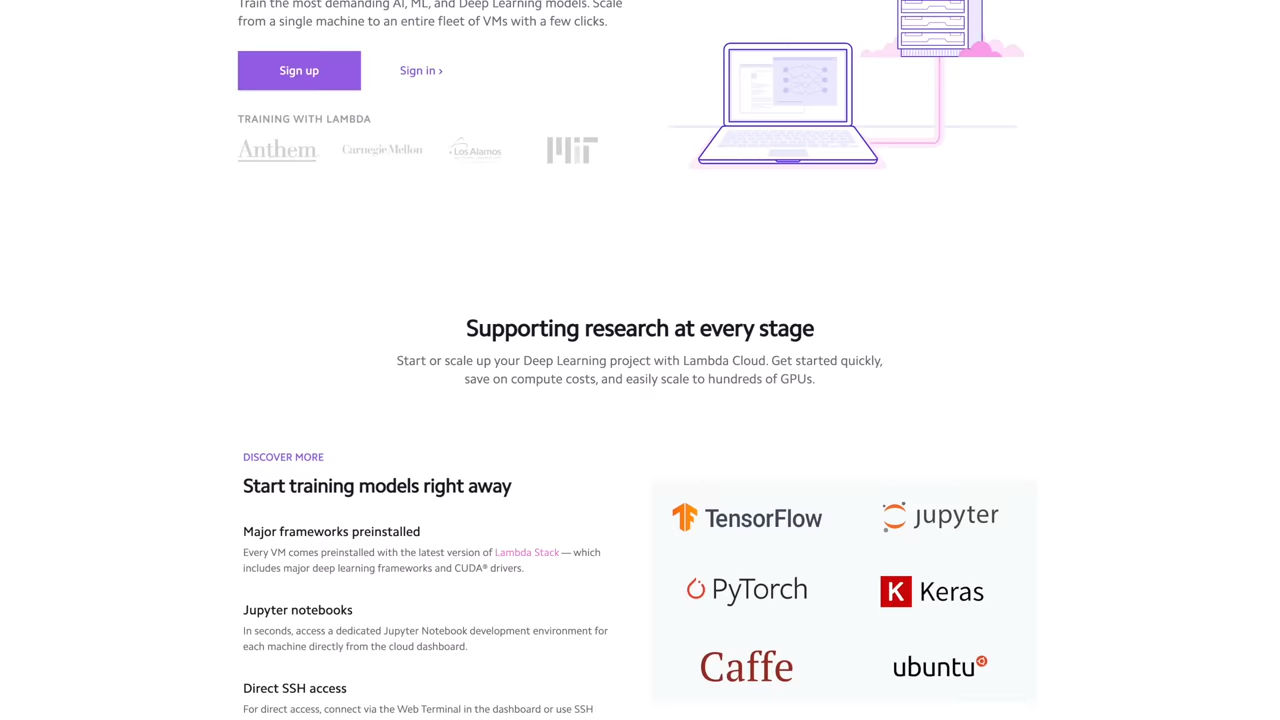 Train the most demanding AI, ML, and Deep Learning models. Scale
from a single machine to an entire fleet of VMs with a few clicks.
Sign up
Sign in ›
TRAINING WITH LAMBDA
Anthem
Carnegie Mellon
Los Alamos
MIT
Supporting research at every stage
Start or scale up your Deep Learning project with Lambda Cloud. Get started quickly,
save on compute costs, and easily scale to hundreds of GPUs.
DISCOVER MORE
Start training models right away
Major frameworks preinstalled
Every VM comes preinstalled with the latest version of Lambda Stack — which
includes major deep learning frameworks and CUDA® drivers.
Jupyter notebooks
In seconds, access a dedicated Jupyter Notebook development environment for
each machine directly from the cloud dashboard.
Direct SSH access
For direct access, connect via the Web Terminal in the dashboard or use SSH
TensorFlow
jupyter
PyTorch
K Keras
Caffe
ubuntu